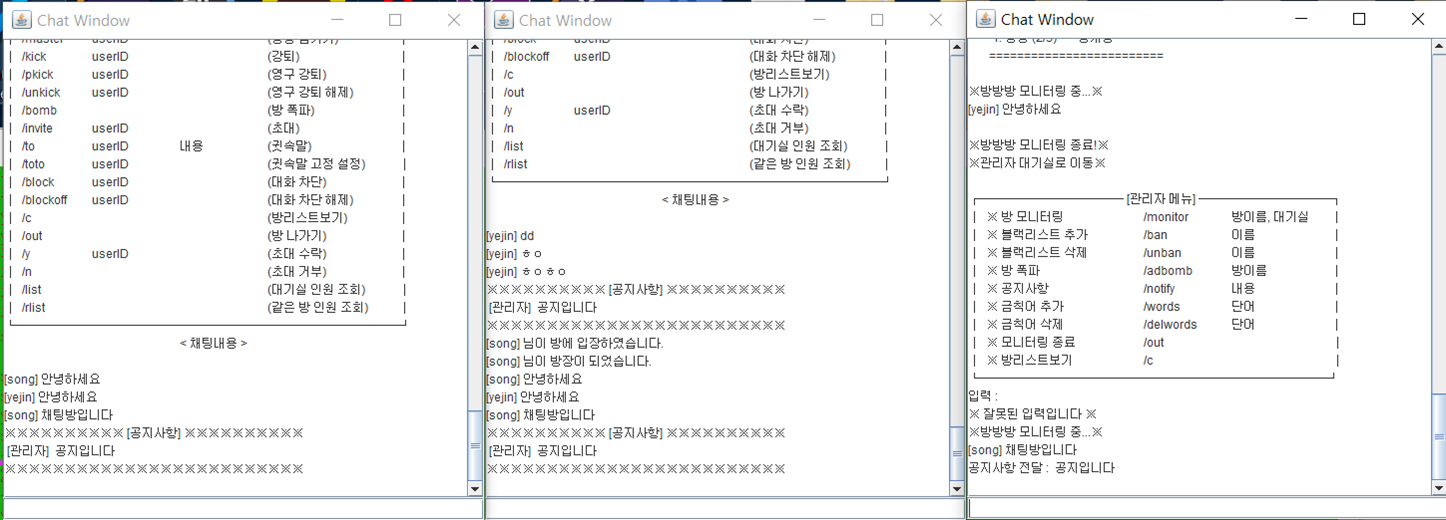 Chat Window
/master userID (방장 넘기기)
| /kick userID (강퇴) |
| /pkick userID (영구 강퇴) |
| /unkick userID (영구 강퇴 해제) |
| /bomb (방 폭파) |
| /invite userID (초대) |
| /to userID 내용 (귓속말) |
| /toto userID (귓속말 고정 설정) |
| /block userID (대화 차단) |
| /blockoff userID (대화 차단 해제) |
| /c (방리스트보기) |
| /out (방 나가기) |
| /y userID (초대 수락) |
| /n (초대 거부) |
| /list (대기실 인원 조회) |
| /rlist (같은 방 인원 조회) |
< 채팅내용 >
[song] 안녕하세요
[yejin] 안녕하세요
[song] 채팅방입니다
※※※※※※※※※※ [공지사항] ※※※※※※※※※※
[관리자] 공지입니다
※※※※※※※※※※※※※※※※※※※※※※※※※
Chat Window
| /block userID (대화 차단) |
| /blockoff userID (대화 차단 해제) |
| /c (방리스트보기) |
| /out (방 나가기) |
| /y userID (초대 수락) |
| /n (초대 거부) |
| /list (대기실 인원 조회) |
| /rlist (같은 방 인원 조회) |
< 채팅내용 >
[yejin] dd
[yejin] ㅎㅇ
[yejin] ㅎㅇㅎㅇ
※※※※※※※※※※ [공지사항] ※※※※※※※※※※
[관리자] 공지입니다
※※※※※※※※※※※※※※※※※※※※※※※※※
[song] 님이 방에 입장하였습니다.
[song] 님이 방장이 되었습니다.
[song] 안녕하세요
[yejin] 안녕하세요
[song] 채팅방입니다
※※※※※※※※※※ [공지사항] ※※※※※※※※※※
[관리자] 공지입니다
※※※※※※※※※※※※※※※※※※※※※※※※※
Chat Window
=========================
※방방방 모니터링 중...※
[yejin] 안녕하세요
※방방방 모니터링 종료!※
※관리자 대기실로 이동※
[관리자 메뉴]
| ※ 방 모니터링 /monitor 방이름, 대기실 |
| ※ 블랙리스트 추가 /ban 이름 |
| ※ 블랙리스트 삭제 /unban 이름 |
| ※ 방 폭파 /adbomb 방이름 |
| ※ 공지사항 /notify 내용 |
| ※ 금칙어 추가 /words 단어 |
| ※ 금칙어 삭제 /delwords 단어 |
| ※ 모니터링 종료 /out |
| ※ 방리스트보기 /c |
입력 :
※ 잘못된 입력입니다 ※
※방방방 모니터링 중...※
[song] 채팅방입니다
공지사항 전달 : 공지입니다